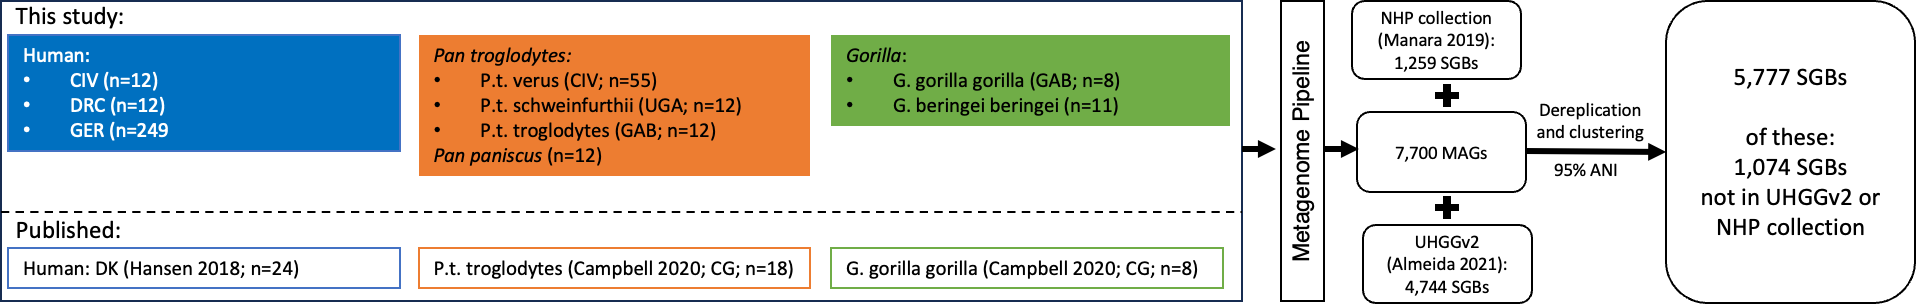 This study:
Human:
• CIV (n=12)
• DRC (n=12)
• GER (n=249
Pan troglodytes:
• P.t. verus (CIV; n=55)
• P.t. schweinfurthii (UGA; n=12)
• P.t. troglodytes (GAB; n=12)
Pan paniscus (n=12)
Gorilla:
• G. gorilla gorilla (GAB; n=8)
• G. beringei beringei (n=11)
Published:
Human: DK (Hansen 2018; n=24)
P.t. troglodytes (Campbell 2020; CG; n=18)
G. gorilla gorilla (Campbell 2020; CG; n=8)
Metagenome Pipeline
NHP collection
(Manara 2019):
1,259 SGBs
7,700 MAGs
UHGGv2
(Almeida 2021):
4,744 SGBs
Dereplication
and clustering
95% ANI
5,777 SGBs
of these:
1,074 SGBs
not in UHGGv2 or
NHP collection